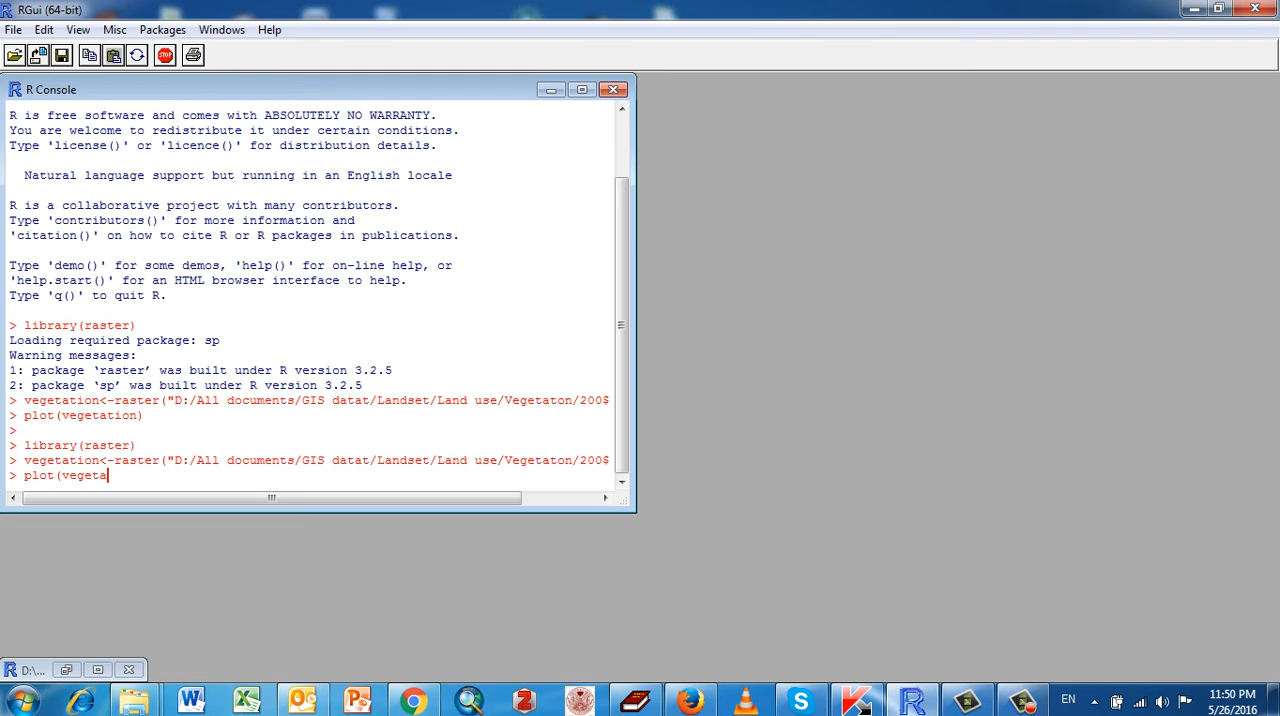 RGui (64-bit)
File Edit View Misc Packages Windows Help
STOP
R Console
R is free software and comes with ABSOLUTELY NO WARRANTY.
You are welcome to redistribute it under certain conditions.
Type 'license()' or 'licence()' for distribution details.
Natural language support but running in an English locale
R is a collaborative project with many contributors.
Type 'contributors()' for more information and
'citation()' on how to cite R or R packages in publications.
Type 'demo()' for some demos, 'help()' for on-line help, or
'help.start()' for an HTML browser interface to help.
Type 'q()' to quit R.
> library(raster)
Loading required package: sp
Warning messages:
1: package ‘raster’ was built under R version 3.2.5
2: package ‘sp’ was built under R version 3.2.5
> vegetation<-raster("D:/All documents/GIS datat/Landset/Land use/Vegetaton/200$
> plot(vegetation)
>
> library(raster)
> vegetation<-raster("D:/All documents/GIS datat/Landset/Land use/Vegetaton/200$
> plot(vegeta
D:\...
EN
11:50 PM
5/26/2016